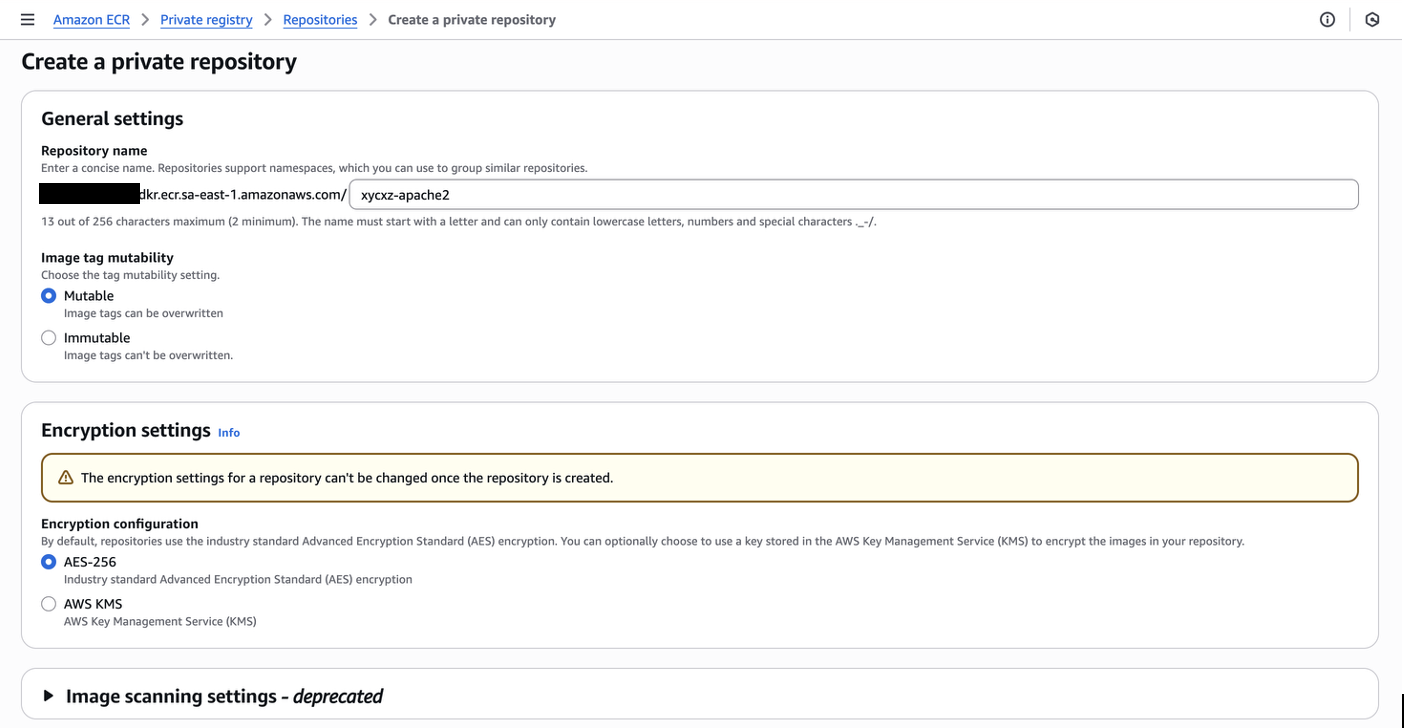 Amazon ECR > Private registry > Repositories > Create a private repository
Create a private repository
General settings
Repository name
Enter a concise name. Repositories support namespaces, which you can use to group similar repositories.
dkr.ecr.sa-east-1.amazonaws.com/ xycxz-apache2
13 out of 256 characters maximum (2 minimum). The name must start with a letter and can only contain lowercase letters, numbers and special characters ._-/.
Image tag mutability
Choose the tag mutability setting.
Mutable
Image tags can be overwritten
Immutable
Image tags can't be overwritten.
Encryption settings Info
The encryption settings for a repository can't be changed once the repository is created.
Encryption configuration
By default, repositories use the industry standard Advanced Encryption Standard (AES) encryption. You can optionally choose to use a key stored in the AWS Key Management Service (KMS) to encrypt the images in your repository.
AES-256
Industry standard Advanced Encryption Standard (AES) encryption
AWS KMS
AWS Key Management Service (KMS)
Image scanning settings - deprecated